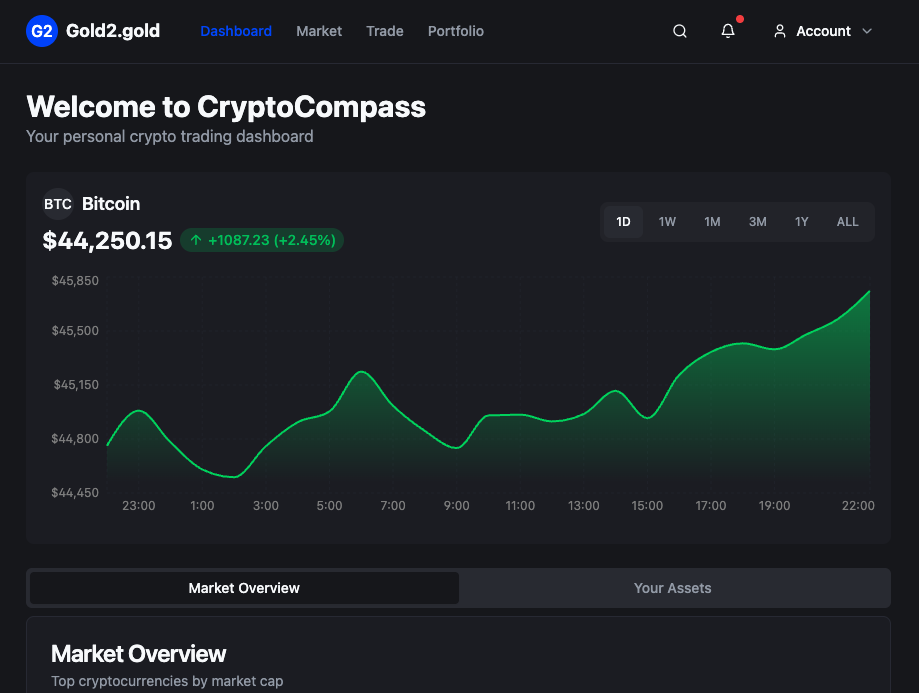 G2 Gold2.gold Dashboard Market Trade Portfolio Account
Welcome to CryptoCompass
Your personal crypto trading dashboard
BTC Bitcoin
1D 1W 1M 3M 1Y ALL
$44,250.15 ↑ +1087.23 (+2.45%)
$45,850
$45,500
$45,150
$44,800
$44,450
23:00 1:00 3:00 5:00 7:00 9:00 11:00 13:00 15:00 17:00 19:00 22:00
Market Overview Your Assets
Market Overview
Top cryptocurrencies by market cap